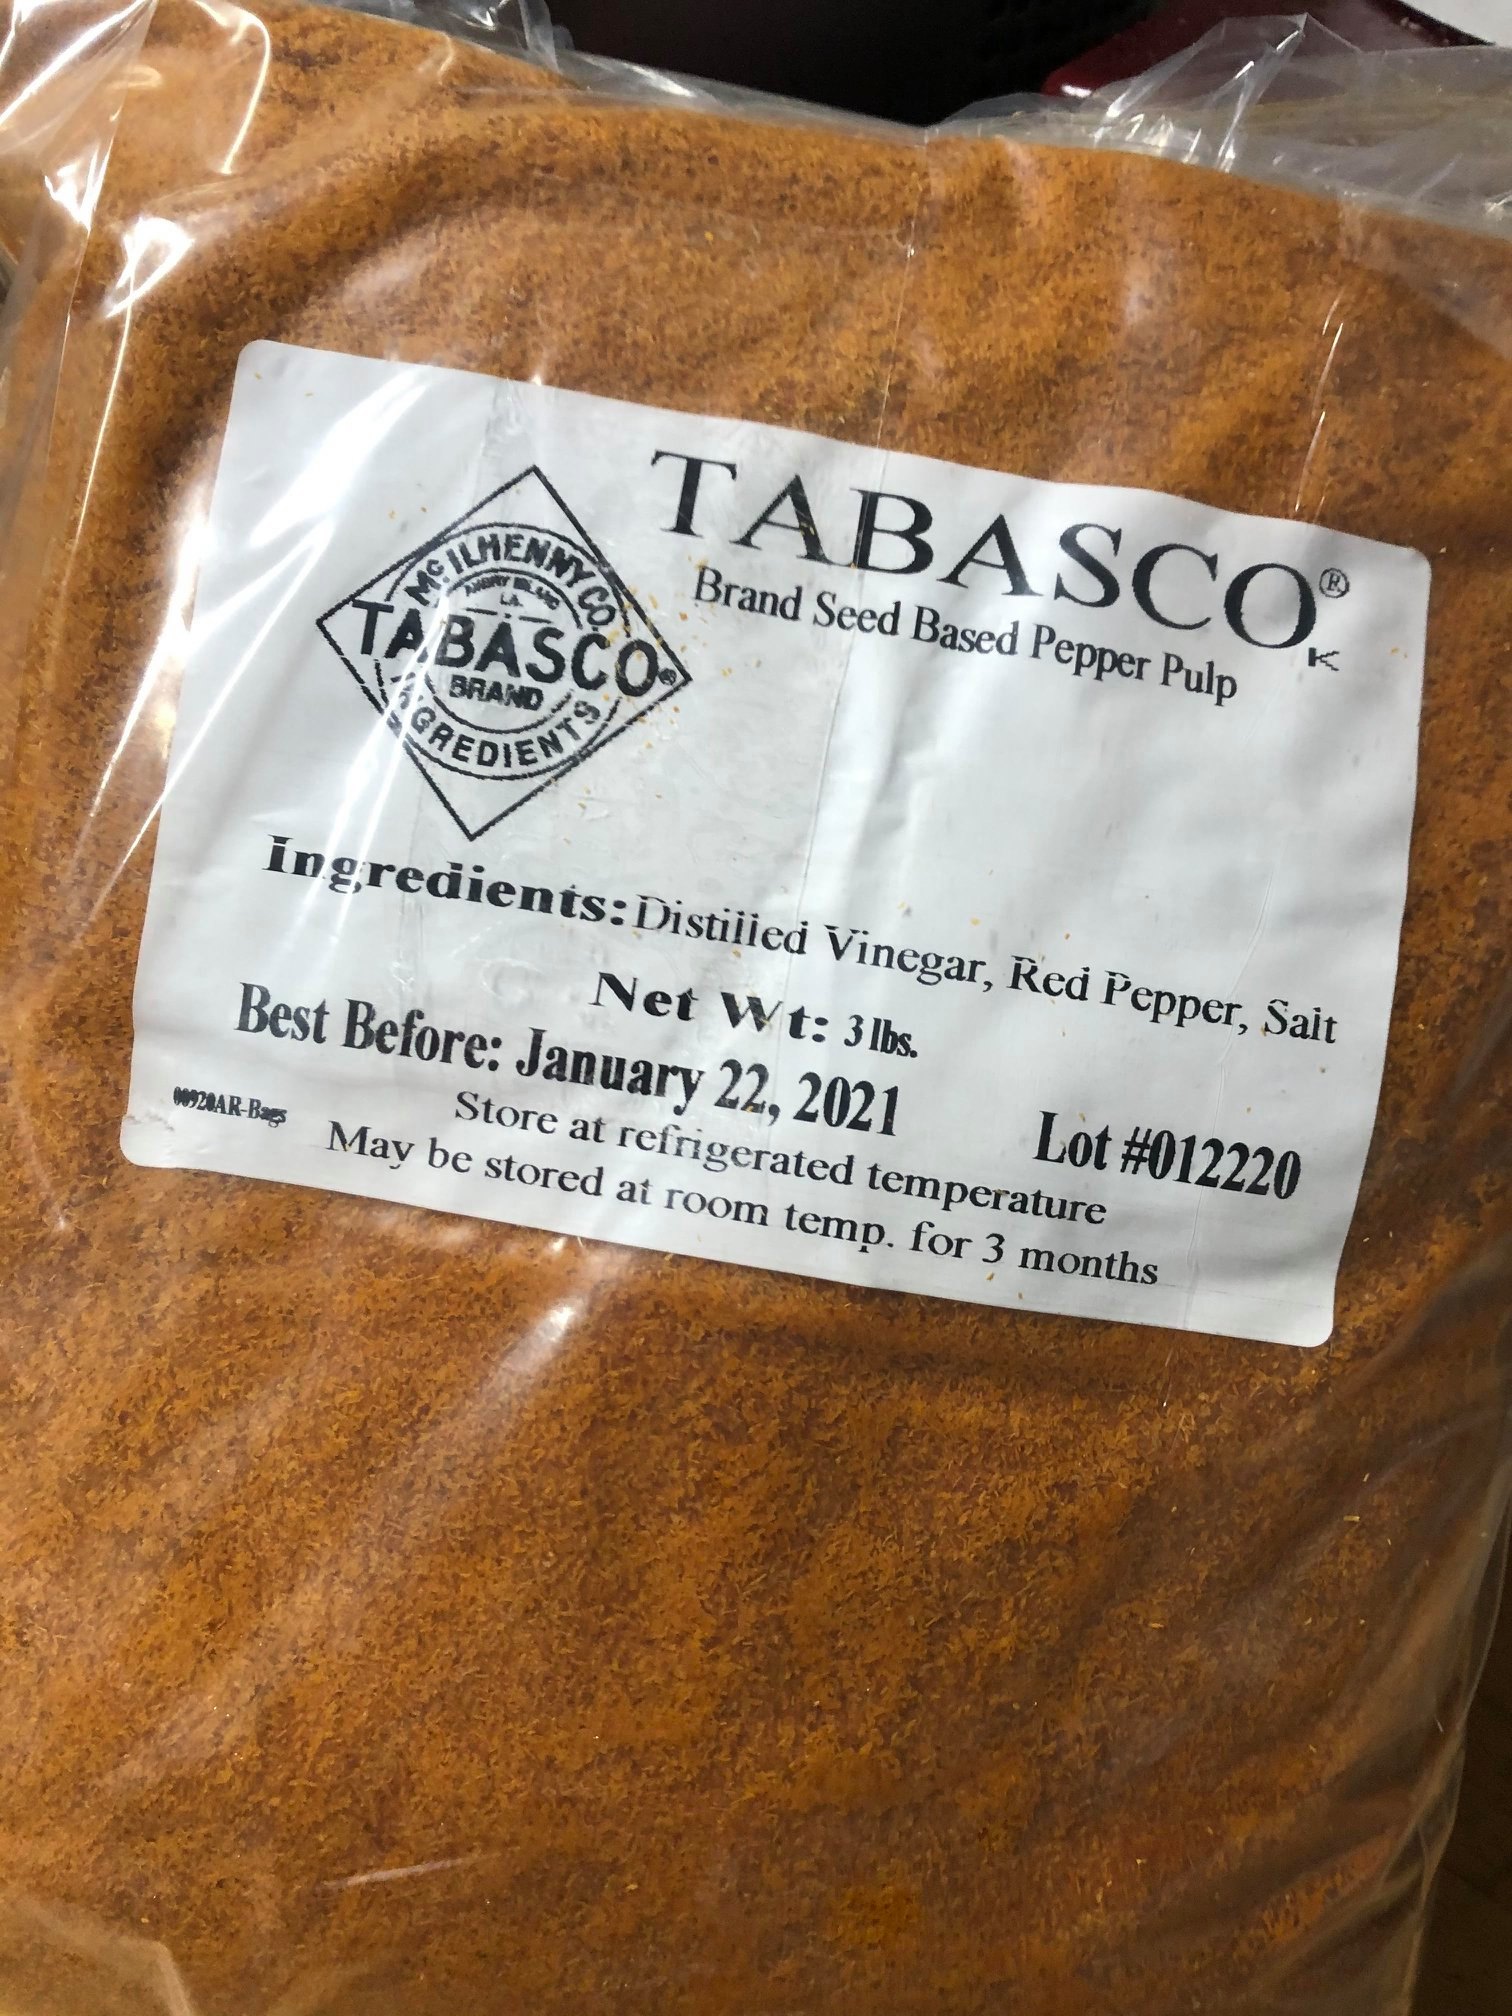 TABASCO®
K
Brand Seed Based Pepper Pulp
McILHENNY CO.
AVERY ISLAND
LA.
TABASCO®
BRAND
INGREDIENTS
Ingredients: Distilled Vinegar, Red Pepper, Salt
Net Wt: 3 lbs.
Best Before: January 22, 2021
Lot #012220
00920AR-Bags
Store at refrigerated temperature
May be stored at room temp. for 3 months